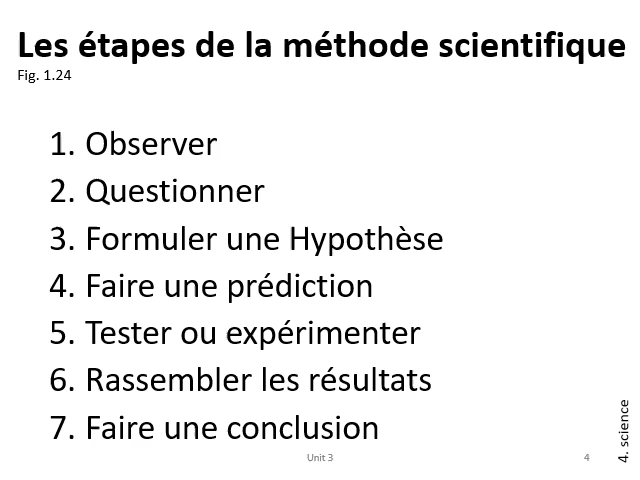 Les étapes de la méthode scientifique
Fig. 1.24
1. Observer
2. Questionner
3. Formuler une Hypothèse
4. Faire une prédiction
5. Tester ou expérimenter
6. Rassembler les résultats
7. Faire une conclusion
Unit 3
4
4. science